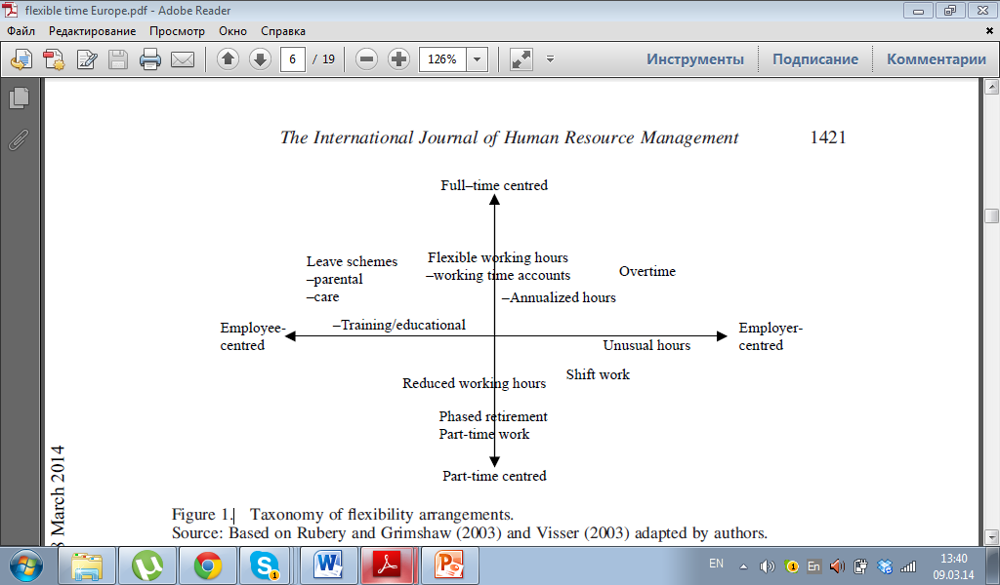 flexible time Europe.pdf - Adobe Reader
Файл Редактирование Просмотр Окно Справка
6 / 19 126% Инструменты Подписание Комментарии
The International Journal of Human Resource Management 1421
Full–time centred
Leave schemes
–parental
–care
Flexible working hours
–working time accounts
Overtime
–Annualized hours
–Training/educational
Employee-
centred
Employer-
centred
Unusual hours
Shift work
Reduced working hours
Phased retirement
Part-time work
Part-time centred
3 March 2014
Figure 1. Taxonomy of flexibility arrangements.
Source: Based on Rubery and Grimshaw (2003) and Visser (2003) adapted by authors.
EN En 13:40
09.03.14